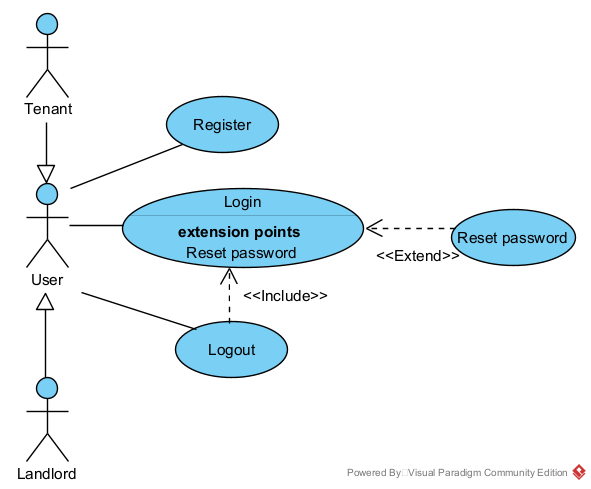 Tenant
Register
Login
extension points
Reset password
Reset password
<<Extend>>
User
<<Include>>
Logout
Landlord
Powered By Visual Paradigm Community Edition